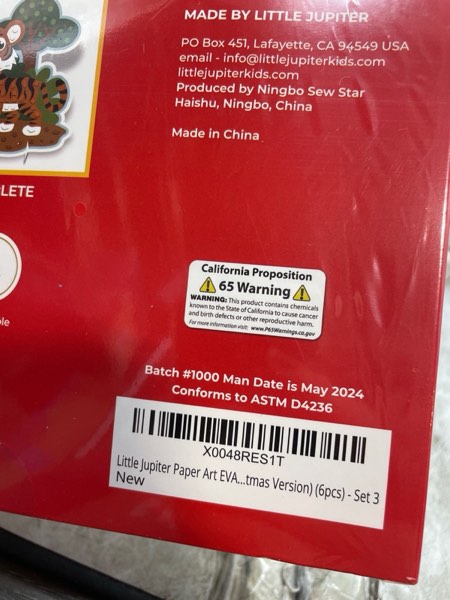 MADE BY LITTLE JUPITER
PO Box 451, Lafayette, CA 94549 USA
email - info@littlejupiterkids.com
littlejupiterkids.com
Produced by Ningbo Sew Star
Haishu, Ningbo, China
Made in China
LETE
le
California Proposition
65 Warning
WARNING: This product contains chemicals
known to the State of California to cause cancer
and birth defects or other reproductive harm.
For more information visit: www.P65Warnings.ca.gov
Batch #1000 Man Date is May 2024
Conforms to ASTM D4236
X0048RES1T
Little Jupiter Paper Art EVA...tmas Version) (6pcs) - Set 3
New